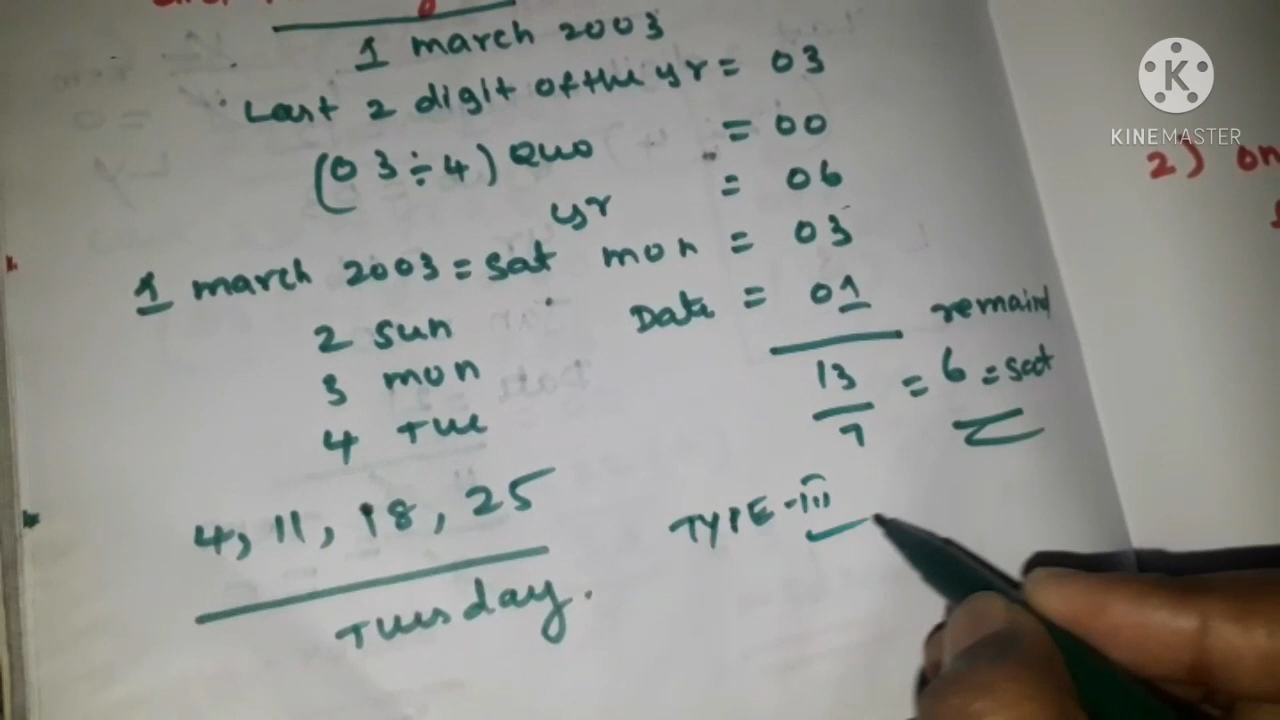 1 march 2003
Last 2 digit of the yr = 03
(03÷4) Quo = 00
yr = 06
1 march 2003 = sat mon = 03
2 sun
Date = 01
3 mon
13/7 = 6 = sat
remaind
4 Tue
4, 11, 18, 25
Tuesday.
TYPE-III
2) on
K
KINEMASTER